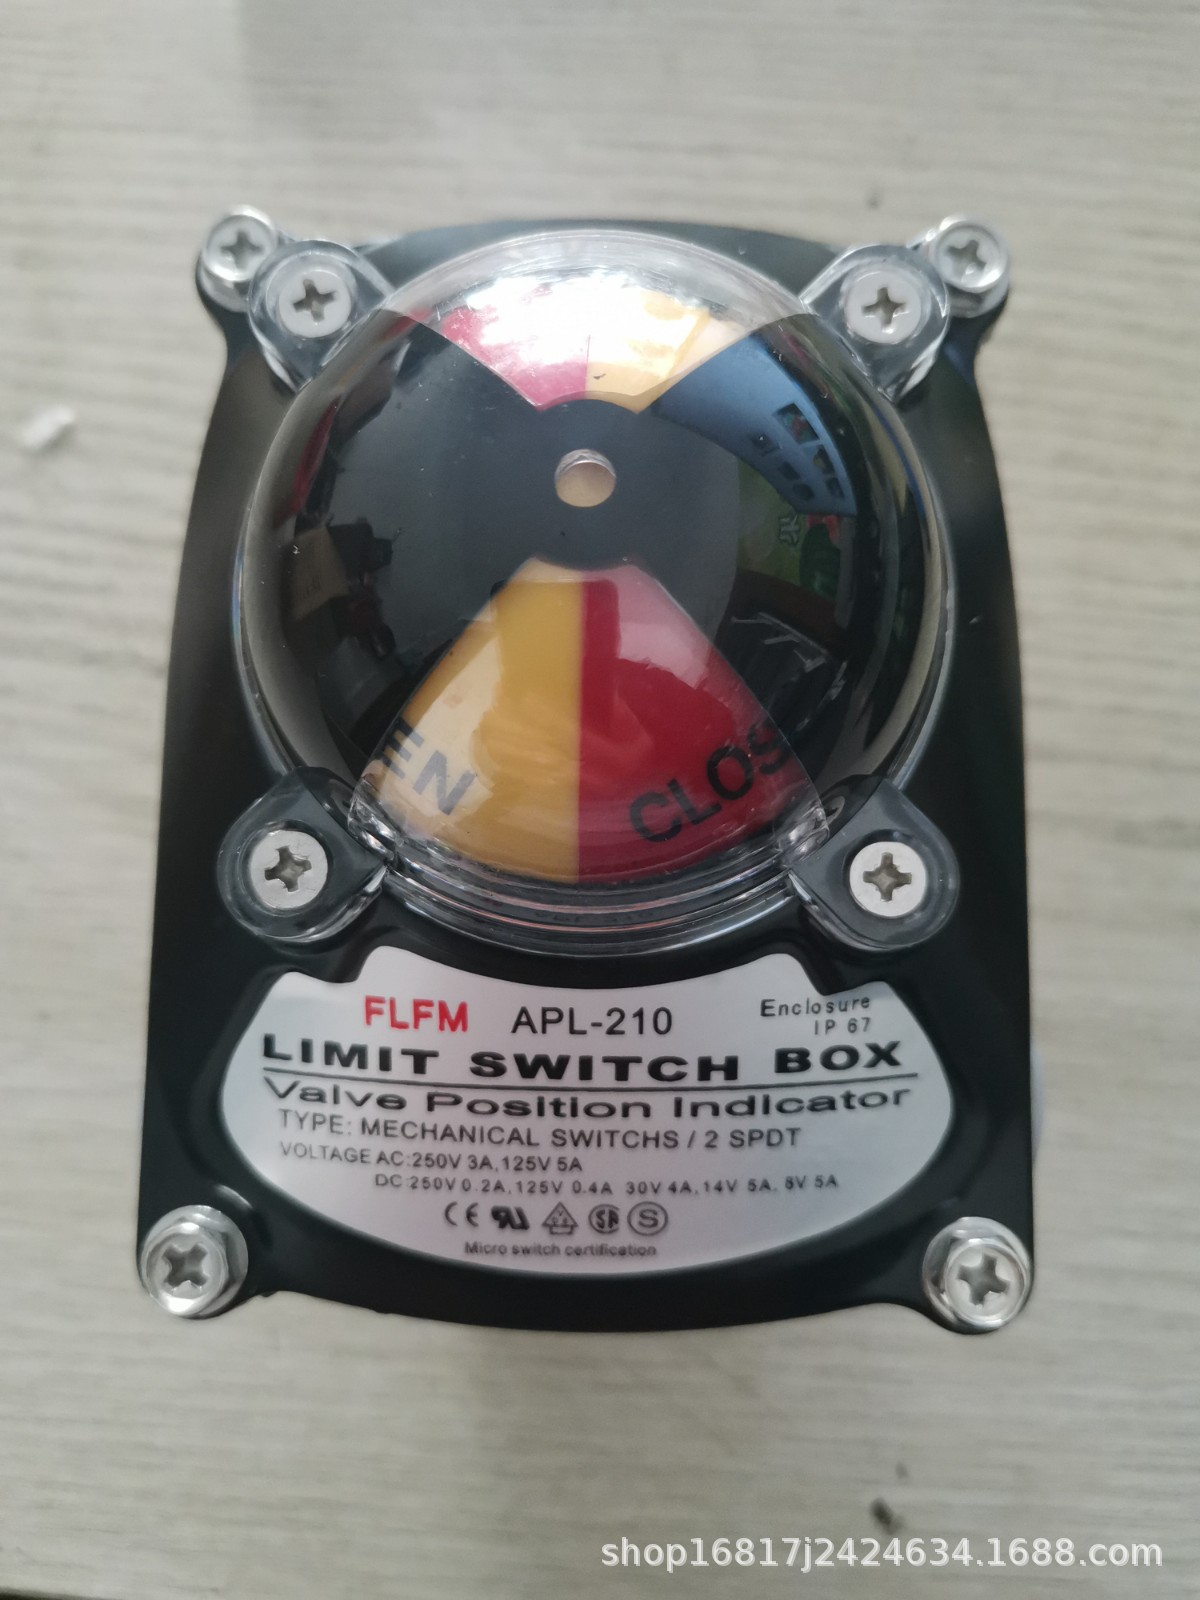 EN
CLOS
FLFM APL-210 Enclosure
IP 67
LIMIT SWITCH BOX
Valve Position Indicator
TYPE: MECHANICAL SWITCHS / 2 SPDT
VOLTAGE AC:250V 3A,125V 5A
DC:250V 0.2A,125V 0.4A 30V 4A,14V 5A. 8V 5A
CE SP S
Micro switch certification
shop16817j2424634.1688.com